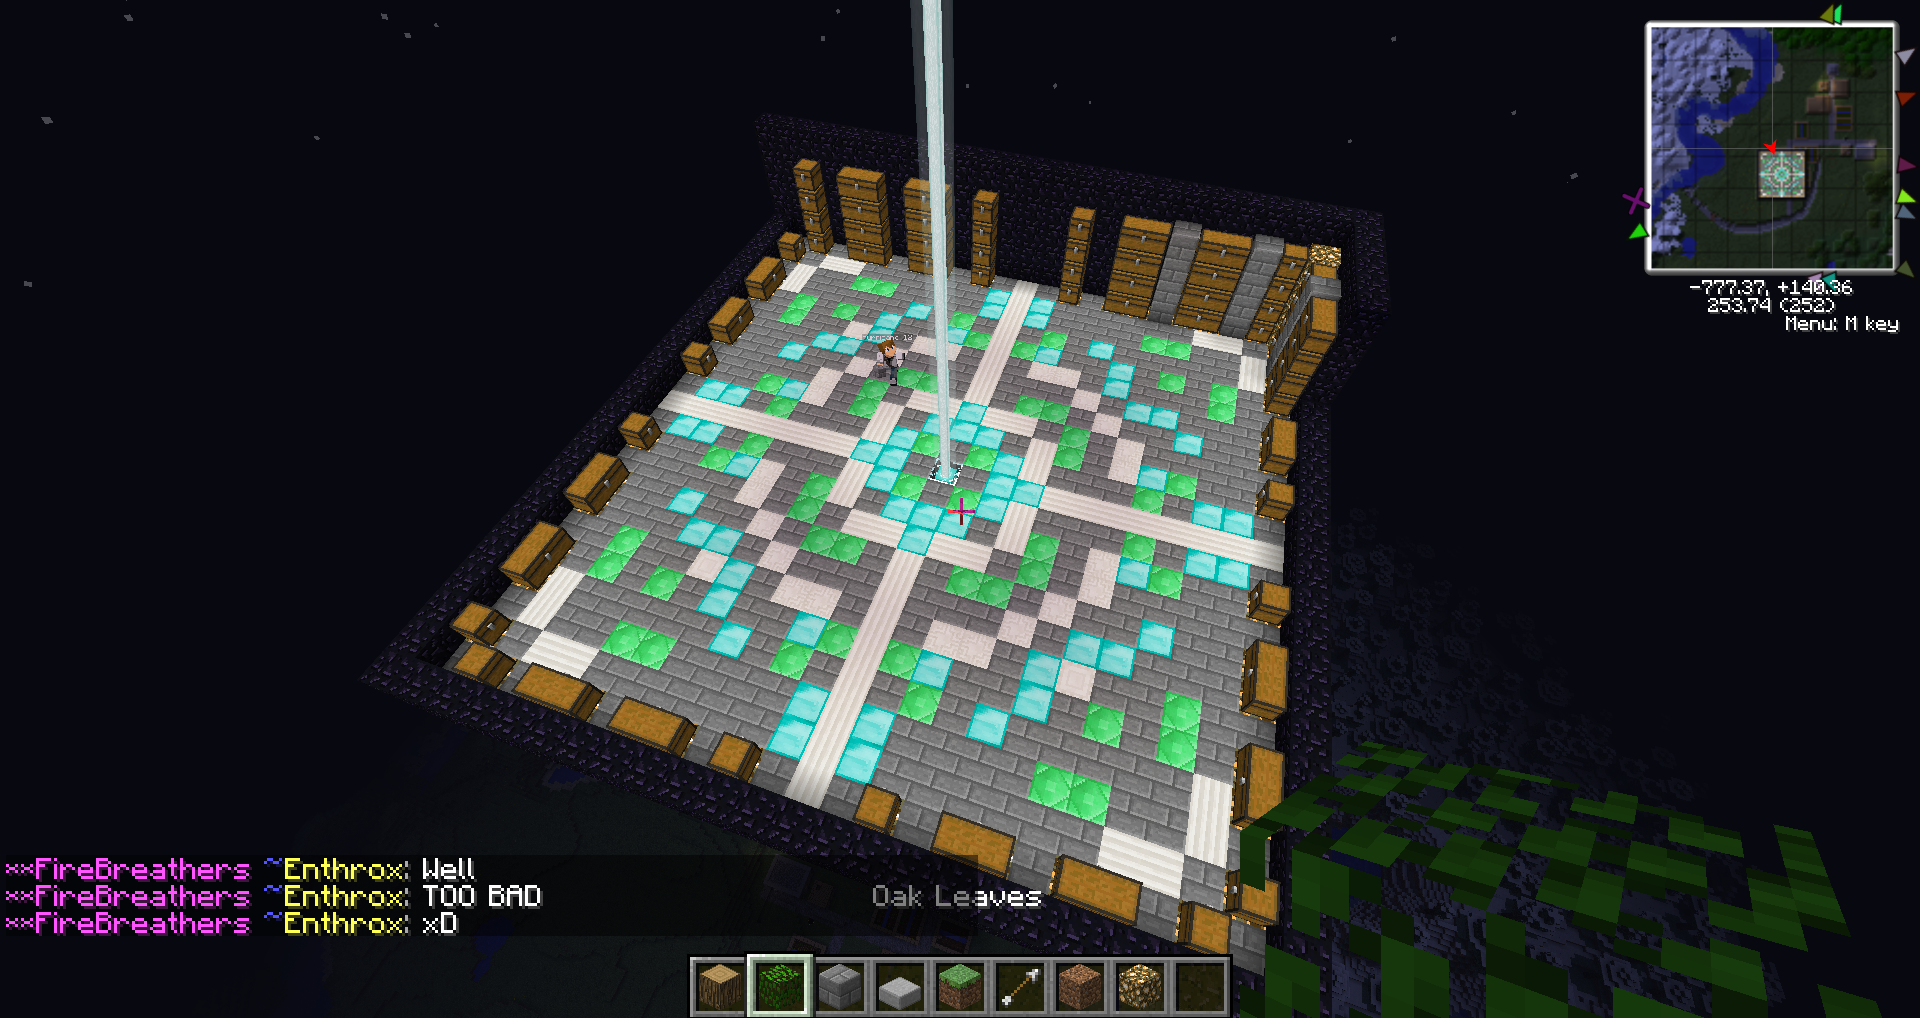 -777.37, +140.36
253.74 (252)
Menu: M key
**FireBreathers ~Enthrox: Well
**FireBreathers ~Enthrox: TOO BAD
**FireBreathers ~Enthrox: xD
Oak Leaves